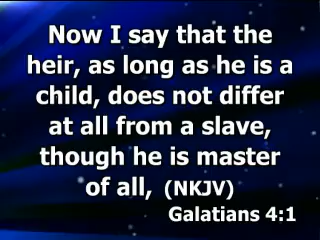 Now I say that the
heir, as long as he is a
child, does not differ
at all from a slave,
though he is master
of all, (NKJV)
Galatians 4:1